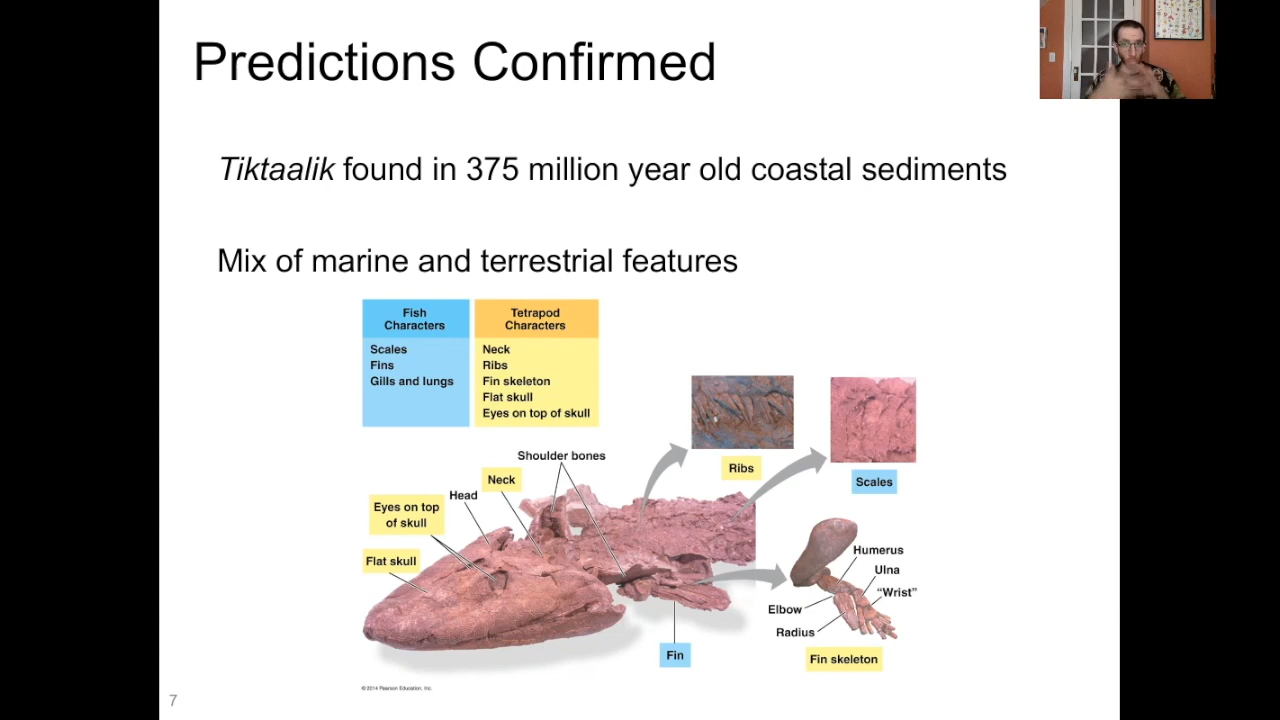 Predictions Confirmed
Tiktaalik found in 375 million year old coastal sediments
Mix of marine and terrestrial features
Fish
Characters
Tetrapod
Characters
Scales
Fins
Gills and lungs
Neck
Ribs
Fin skeleton
Flat skull
Eyes on top of skull
Shoulder bones
Neck
Head
Eyes on top
of skull
Flat skull
Ribs
Scales
Humerus
Ulna
“Wrist”
Elbow
Radius
Fin
Fin skeleton
© 2014 Pearson Education, Inc.
7